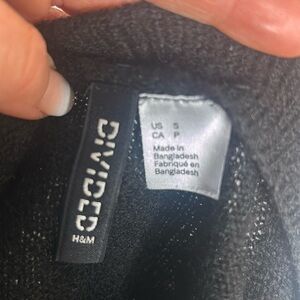 DIVIDED
H&M
US S
CA P
Made in
Bangladesh
Fabriqué en
Bangladesh